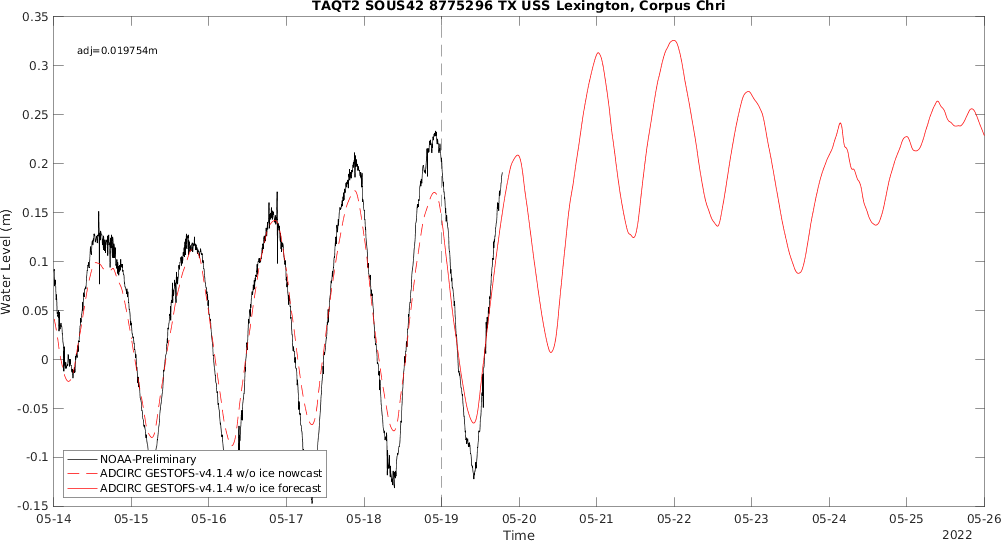 TAQT2 SOUS42 8775296 TX USS Lexington, Corpus Chri
adj=0.019754m
0.35
0.3
0.25
0.2
0.15
0.1
0.05
0
-0.05
-0.1
-0.15
Water Level (m)
NOAA-Preliminary
ADCIRC GESTOFS-v4.1.4 w/o ice nowcast
ADCIRC GESTOFS-v4.1.4 w/o ice forecast
05-14 05-15 05-16 05-17 05-18 05-19 05-20 05-21 05-22 05-23 05-24 05-25 05-26
Time
2022